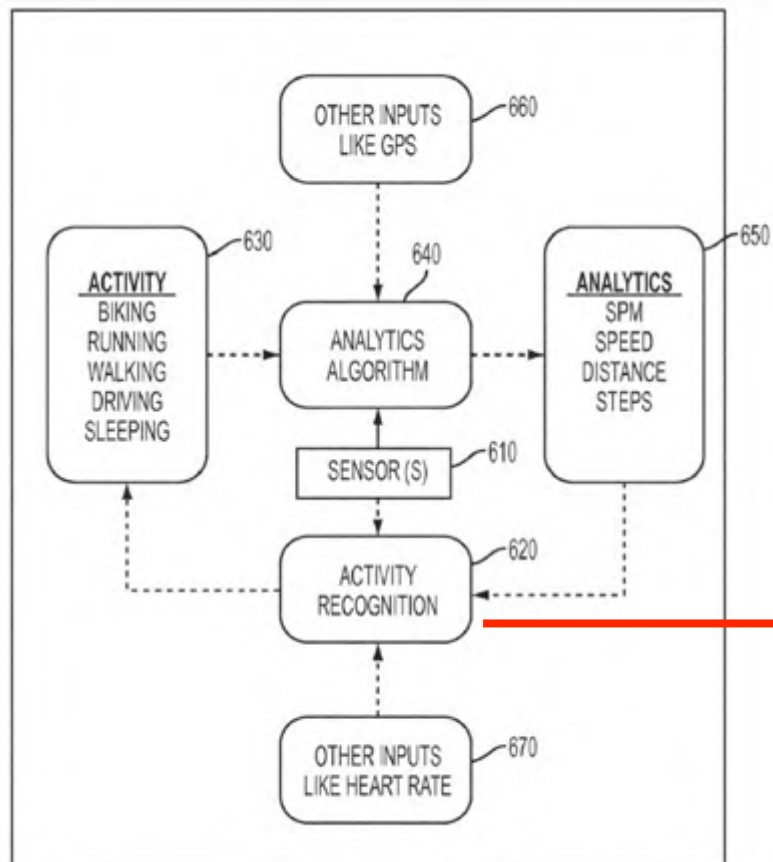 OTHER INPUTS
LIKE GPS
660
630
ACTIVITY
BIKING
RUNNING
WALKING
DRIVING
SLEEPING
640
ANALYTICS
ALGORITHM
650
ANALYTICS
SPM
SPEED
DISTANCE
STEPS
SENSOR (S)
610
620
ACTIVITY
RECOGNITION
OTHER INPUTS
LIKE HEART RATE
670